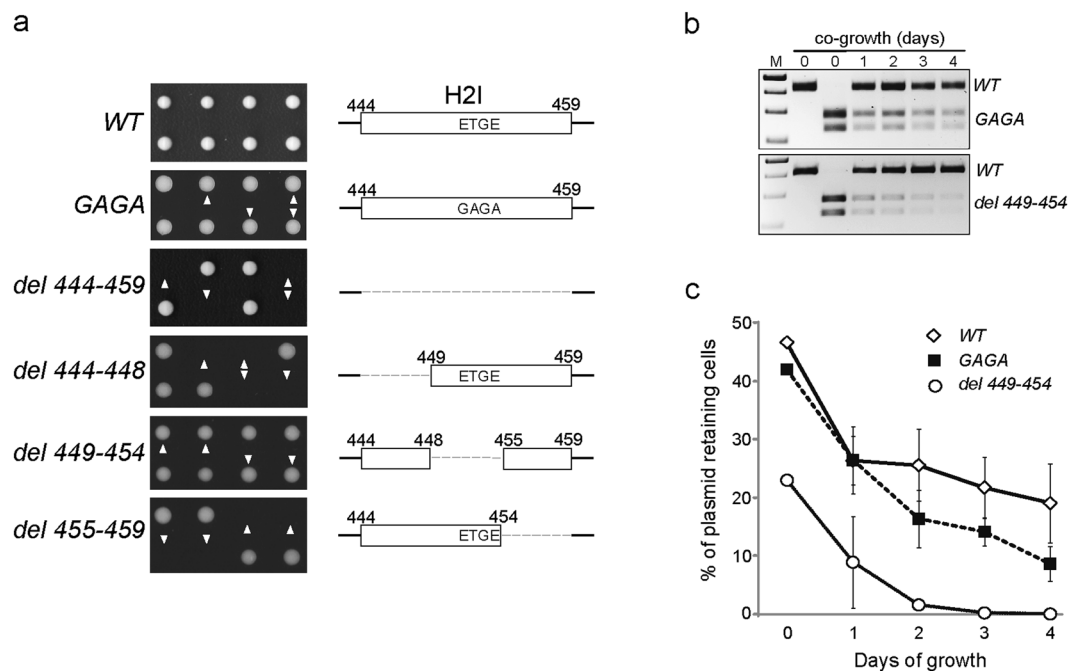 a
H2I
WT
444 459
ETGE
GAGA
444 459
GAGA
del 444-459
del 444-448
449 459
ETGE
del 449-454
444 448 455 459
del 455-459
444 454
ETGE
b
co-growth (days)
M 0 0 1 2 3 4
WT
GAGA
WT
del 449-454
c
50
40
30
20
10
0
% of plasmid retaining cells
WT
GAGA
del 449-454
0 1 2 3 4
Days of growth